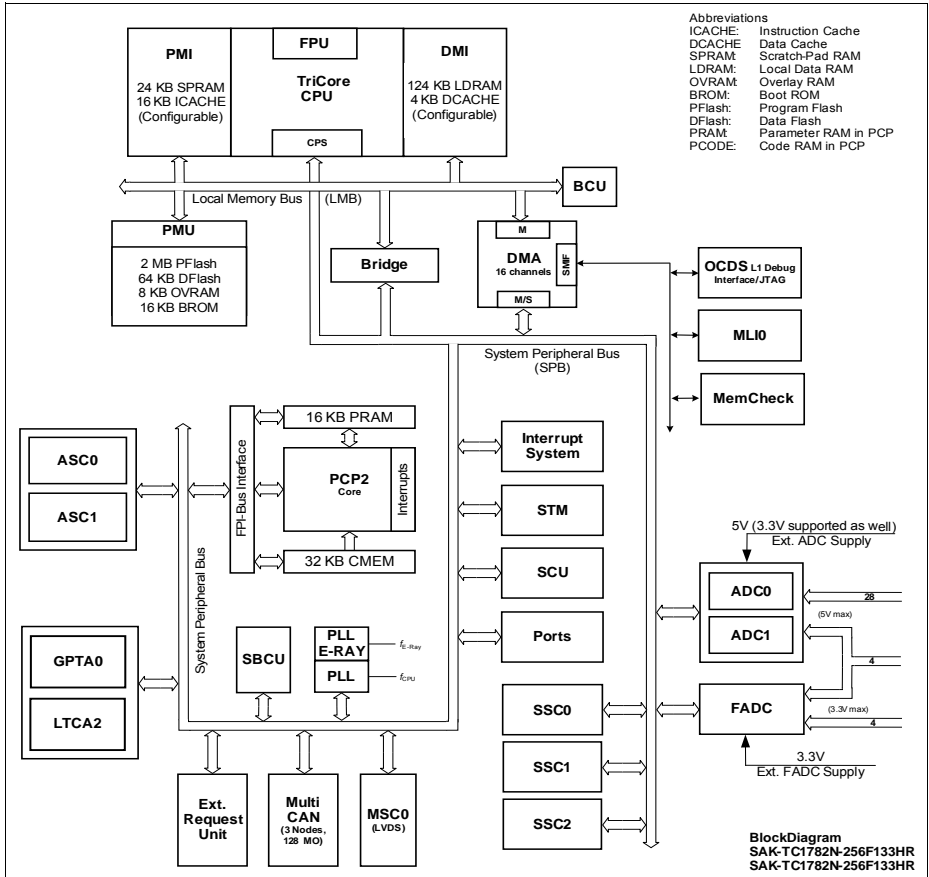 Abbreviations
ICACHE: Instruction Cache
DCACHE Data Cache
SPRAM: Scratch-Pad RAM
LDRAM: Local Data RAM
OVRAM: Overlay RAM
BROM: Boot ROM
PFlash: Program Flash
DFlash: Data Flash
PRAM: Parameter RAM in PCP
PCODE: Code RAM in PCP
PMI
24 KB SPRAM
16 KB ICACHE
(Configurable)
FPU
TriCore
CPU
CPS
DMI
124 KB LDRAM
4 KB DCACHE
(Configurable)
BCU
Local Memory Bus (LMB)
PMU
2 MB PFlash
64 KB DFlash
8 KB OVRAM
16 KB BROM
Bridge
M
DMA
16 channels
SMIF
M/S
OCDS L1 Debug
Interface/JTAG
MLI0
MemCheck
System Peripheral Bus
(SPB)
ASC0
ASC1
FPI-Bus Interface
16 KB PRAM
PCP2
Core
Interrupts
32 KB CMEM
Interrupt
System
STM
SCU
Ports
5V (3.3V supported as well)
Ext. ADC Supply
ADC0
28
ADC1
(5V max)
4
System Peripheral Bus
GPTA0
LTCA2
SBCU
PLL
E-RAY
fE-Ray
PLL
fCPU
SSC0
SSC1
SSC2
FADC
(3.3V max)
4
3.3V
Ext. FADC Supply
Ext.
Request
Unit
Multi
CAN
(3 Nodes,
128 MO)
MSC0
(LVDS)
BlockDiagram
SAK-TC1782N-256F133HR
SAK-TC1782N-256F133HR